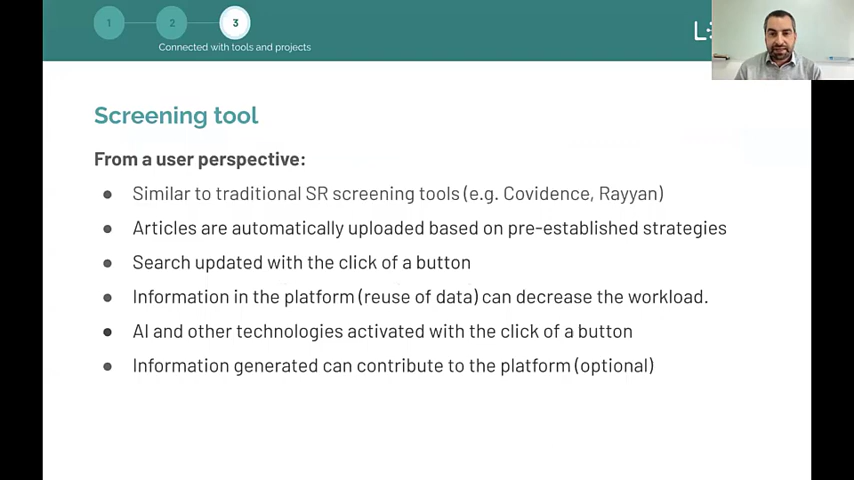 1 2 3
Connected with tools and projects
Screening tool
From a user perspective:
Similar to traditional SR screening tools (e.g. Covidence, Rayyan)
Articles are automatically uploaded based on pre-established strategies
Search updated with the click of a button
Information in the platform (reuse of data) can decrease the workload.
AI and other technologies activated with the click of a button
Information generated can contribute to the platform (optional)